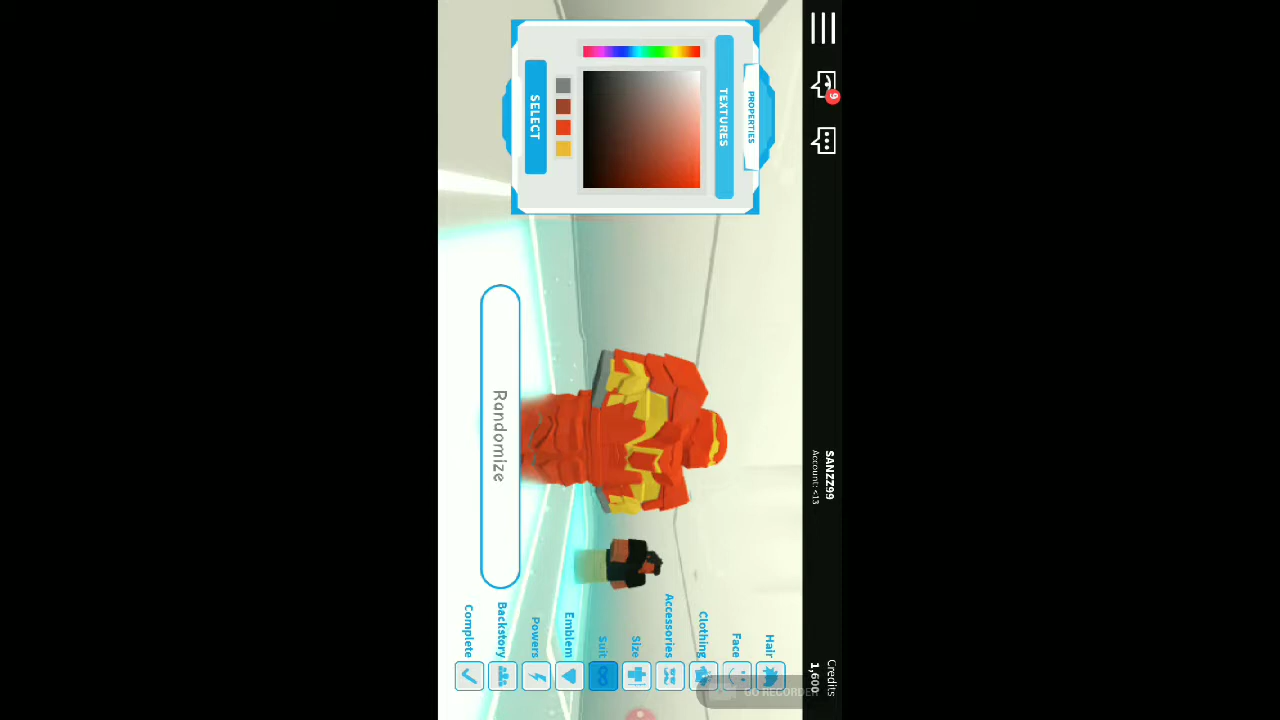 9
SANZZ99
Account: <13
Credits
1,600
PROPERTIES
TEXTURES
SELECT
Randomize
Hair
Face
Clothing
Accessories
Size
Suit
Emblem
Powers
Backstory
Complete
GO RECORDER